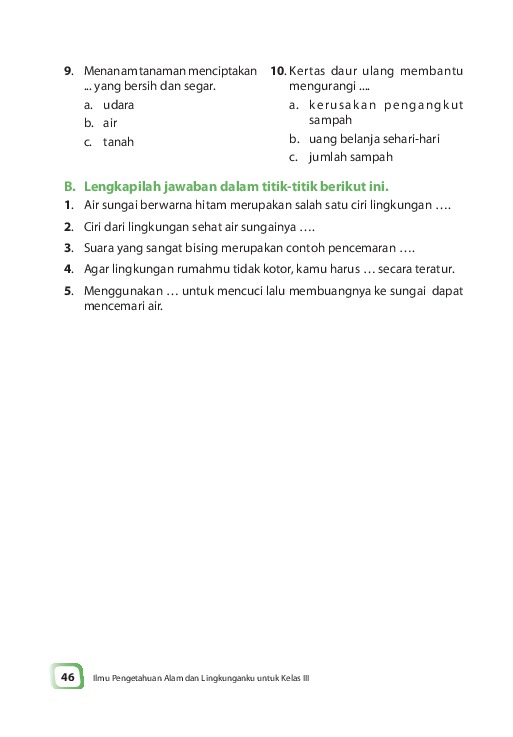 9. Menanam tanaman menciptakan
... yang bersih dan segar.
a. udara
b. air
c. tanah
10. Kertas daur ulang membantu
mengurangi ....
a. kerusakan pengangkut
sampah
b. uang belanja sehari-hari
c. jumlah sampah
B. Lengkapilah jawaban dalam titik-titik berikut ini.
1. Air sungai berwarna hitam merupakan salah satu ciri lingkungan ….
2. Ciri dari lingkungan sehat air sungainya ….
3. Suara yang sangat bising merupakan contoh pencemaran ….
4. Agar lingkungan rumahmu tidak kotor, kamu harus … secara teratur.
5. Menggunakan … untuk mencuci lalu membuangnya ke sungai dapat
mencemari air.
46 Ilmu Pengetahuan Alam dan Lingkunganku untuk Kelas III